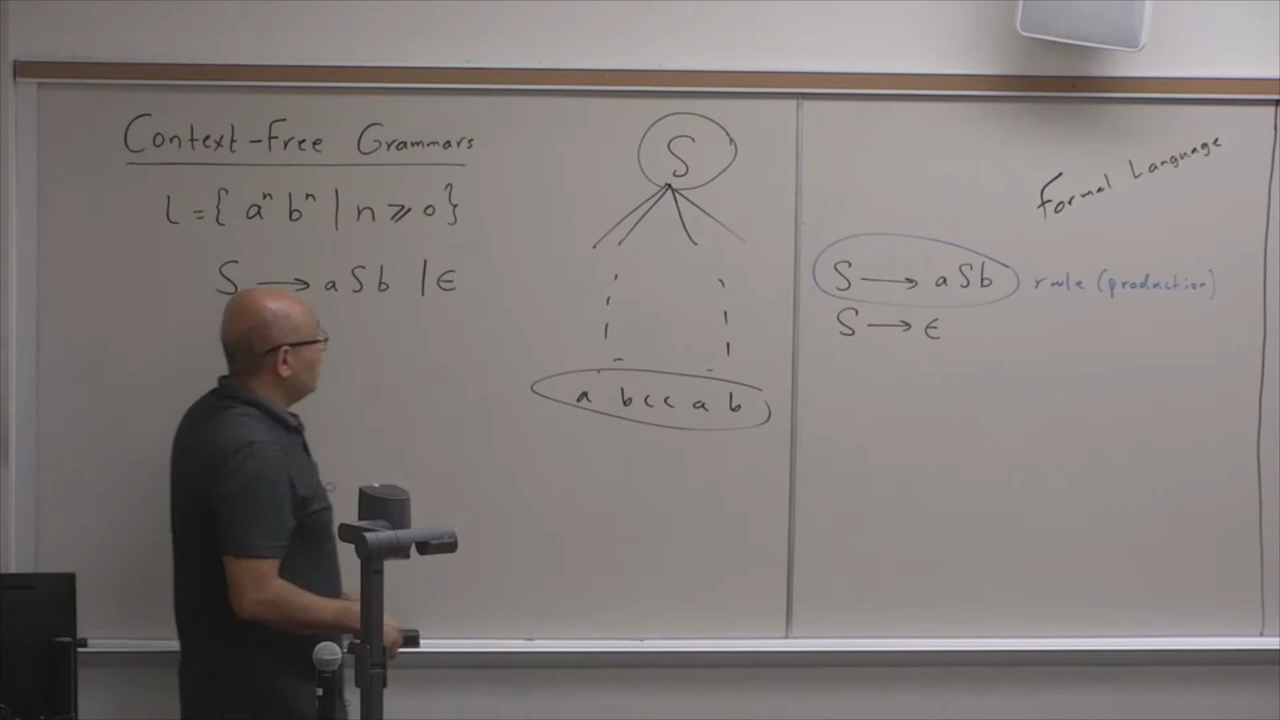 Context-Free Grammars
L = { aⁿ bⁿ | n ⩾ 0 }
S ⟶ a S b | ϵ
S
a b c c a b
Formal Language
S ⟶ a S b rule (production)
S ⟶ ϵ